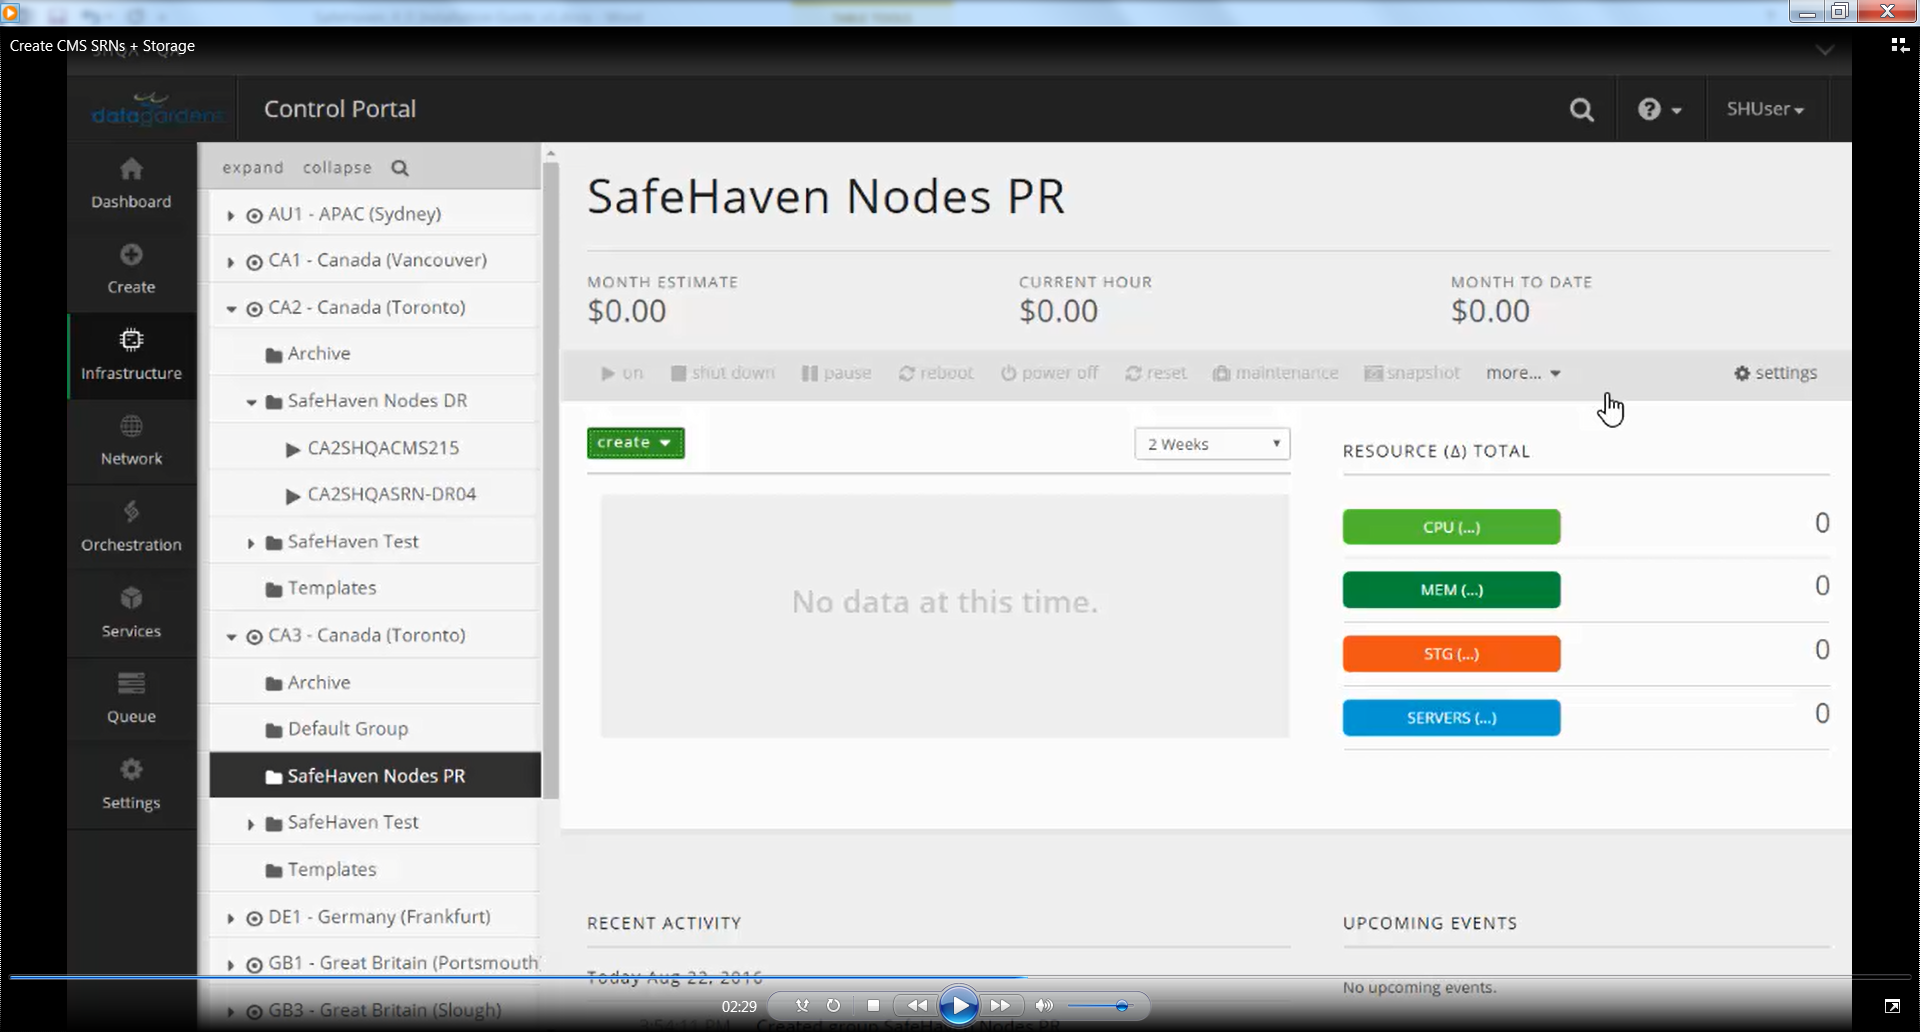 Create CMS SRNs + Storage
datagardens
Control Portal
SHUser
Dashboard
Create
Infrastructure
Network
Orchestration
Services
Queue
Settings
expand collapse
AU1 - APAC (Sydney)
CA1 - Canada (Vancouver)
CA2 - Canada (Toronto)
Archive
SafeHaven Nodes DR
CA2SHQACMS215
CA2SHQASRN-DR04
SafeHaven Test
Templates
CA3 - Canada (Toronto)
Archive
Default Group
SafeHaven Nodes PR
SafeHaven Test
Templates
DE1 - Germany (Frankfurt)
GB1 - Great Britain (Portsmouth)
GB3 - Great Britain (Slough)
SafeHaven Nodes PR
MONTH ESTIMATE CURRENT HOUR MONTH TO DATE
$0.00 $0.00 $0.00
on shut down pause reboot power off reset maintenance snapshot more... settings
create
2 Weeks
No data at this time.
RESOURCE (Δ) TOTAL
CPU (...) 0
MEM (...) 0
STG (...) 0
SERVERS (...) 0
RECENT ACTIVITY
Today Aug 22, 2016
Created group SafeHaven Nodes PR
UPCOMING EVENTS
No upcoming events.
02:29